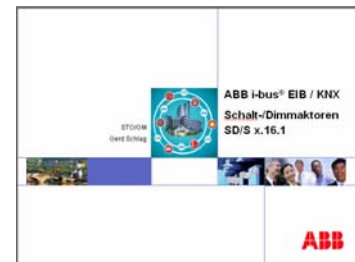 ABB i-bus® EIB / KNX
Schalt-/Dimmaktoren
SD/S x.16.1
STO/GM
Gerd Schlag
ABB